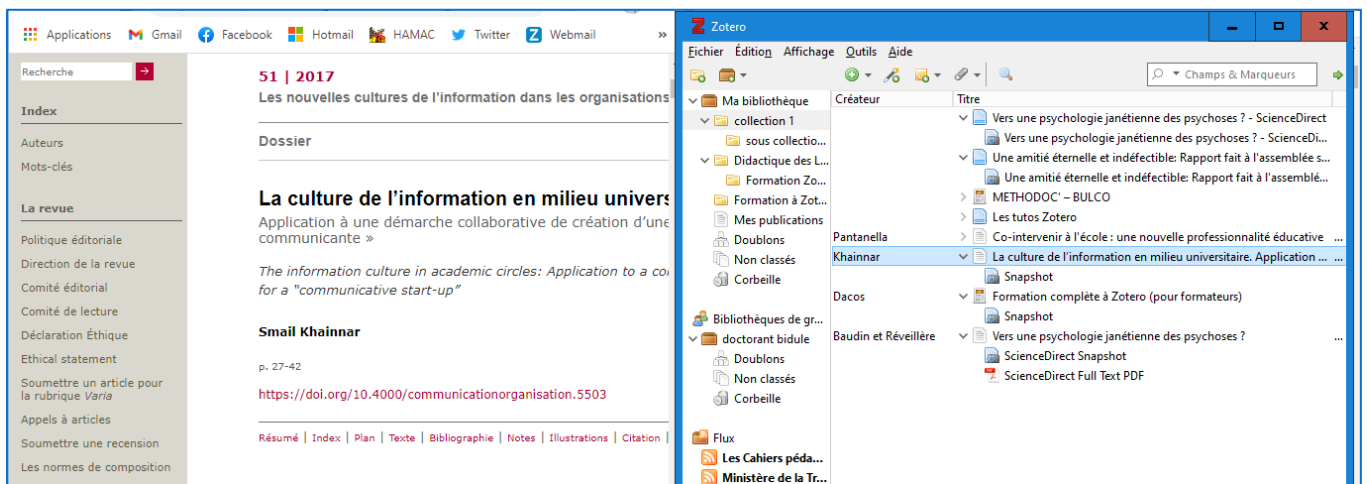 Applications Gmail Facebook Hotmail HAMAC Twitter Webmail »
Recherche
Index
Auteurs
Mots-clés
La revue
Politique éditoriale
Direction de la revue
Comité éditorial
Comité de lecture
Déclaration Éthique
Ethical statement
Soumettre un article pour
la rubrique Varia
Appels à articles
Soumettre une recension
Les normes de composition
51 | 2017
Les nouvelles cultures de l'information dans les organisations
Dossier
La culture de l'information en milieu univers
Application à une démarche collaborative de création d'une
communicante »
The information culture in academic circles: Application to a co
for a "communicative start-up"
Smail Khainnar
p. 27-42
https://doi.org/10.4000/communicationorganisation.5503
Résumé | Index | Plan | Texte | Bibliographie | Notes | Illustrations | Citation |
Zotero
Fichier Édition Affichage Outils Aide
Champs & Marqueurs
Ma bibliothèque
collection 1
sous collectio...
Didactique des L...
Formation Zo...
Formation à Zot...
Mes publications
Doublons
Non classés
Corbeille
Bibliothèques de gr...
doctorant bidule
Doublons
Non classés
Corbeille
Flux
Les Cahiers péda...
Ministère de la Tr...
Créateur Titre
Vers une psychologie janétienne des psychoses ? - ScienceDirect
Vers une psychologie janétienne des psychoses ? - ScienceDi...
Une amitié éternelle et indéfectible: Rapport fait à l'assemblée s...
Une amitié éternelle et indéfectible: Rapport fait à l'assemblé...
METHODOC' – BULCO
Les tutos Zotero
Pantanella Co-intervenir à l'école : une nouvelle professionnalité éducative ...
Khainnar La culture de l'information en milieu universitaire. Application ... ...
Snapshot
Dacos Formation complète à Zotero (pour formateurs)
Snapshot
Baudin et Réveillère Vers une psychologie janétienne des psychoses ? ...
ScienceDirect Snapshot
ScienceDirect Full Text PDF